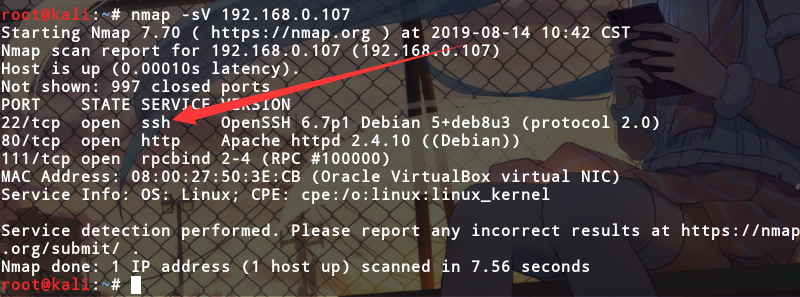 root@kali:~# nmap -sV 192.168.0.107
Starting Nmap 7.70 ( https://nmap.org ) at 2019-08-14 10:42 CST
Nmap scan report for 192.168.0.107 (192.168.0.107)
Host is up (0.00010s latency).
Not shown: 997 closed ports
PORT    STATE SERVICE VERSION
22/tcp  open  ssh     OpenSSH 6.7p1 Debian 5+deb8u3 (protocol 2.0)
80/tcp  open  http    Apache httpd 2.4.10 ((Debian))
111/tcp open  rpcbind 2-4 (RPC #100000)
MAC Address: 08:00:27:50:3E:CB (Oracle VirtualBox virtual NIC)
Service Info: OS: Linux; CPE: cpe:/o:linux:linux_kernel
Service detection performed. Please report any incorrect results at https://nmap
.org/submit/ .
Nmap done: 1 IP address (1 host up) scanned in 7.56 seconds
root@kali:~#